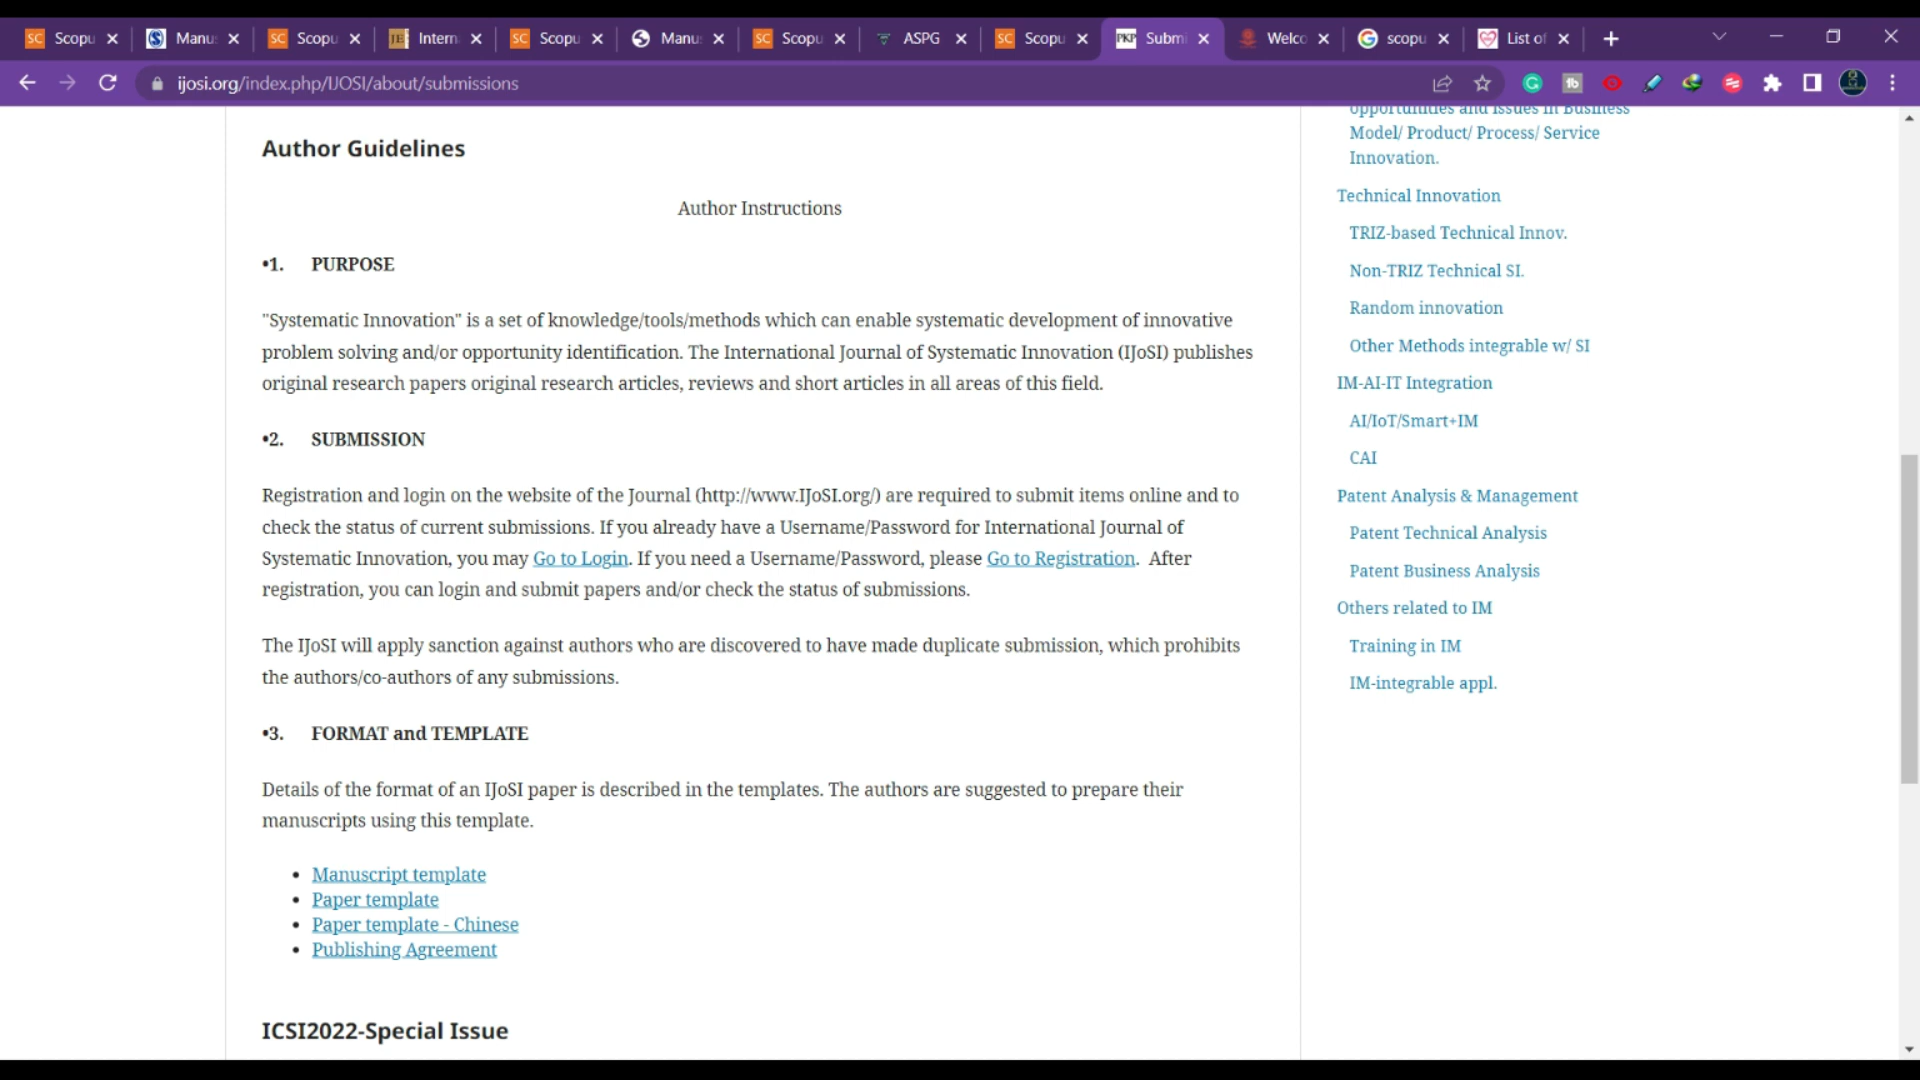 Scopu
Manu
Scopu
Intern
Scopu
Manu
Scopu
ASPG
Scopu
Submi
Welco
scopu
List of
ijosi.org/index.php/IJOSI/about/submissions
Author Guidelines
Author Instructions
•1. PURPOSE
"Systematic Innovation" is a set of knowledge/tools/methods which can enable systematic development of innovative
problem solving and/or opportunity identification. The International Journal of Systematic Innovation (IJoSI) publishes
original research papers original research articles, reviews and short articles in all areas of this field.
•2. SUBMISSION
Registration and login on the website of the Journal (http://www.IJoSI.org/) are required to submit items online and to
check the status of current submissions. If you already have a Username/Password for International Journal of
Systematic Innovation, you may Go to Login. If you need a Username/Password, please Go to Registration. After
registration, you can login and submit papers and/or check the status of submissions.
The IJoSI will apply sanction against authors who are discovered to have made duplicate submission, which prohibits
the authors/co-authors of any submissions.
•3. FORMAT and TEMPLATE
Details of the format of an IJoSI paper is described in the templates. The authors are suggested to prepare their
manuscripts using this template.
• Manuscript template
• Paper template
• Paper template - Chinese
• Publishing Agreement
ICSI2022-Special Issue
opportunities and issues in Business
Model/ Product/ Process/ Service
Innovation.
Technical Innovation
TRIZ-based Technical Innov.
Non-TRIZ Technical SI.
Random innovation
Other Methods integrable w/ SI
IM-AI-IT Integration
AI/IoT/Smart+IM
CAI
Patent Analysis & Management
Patent Technical Analysis
Patent Business Analysis
Others related to IM
Training in IM
IM-integrable appl.